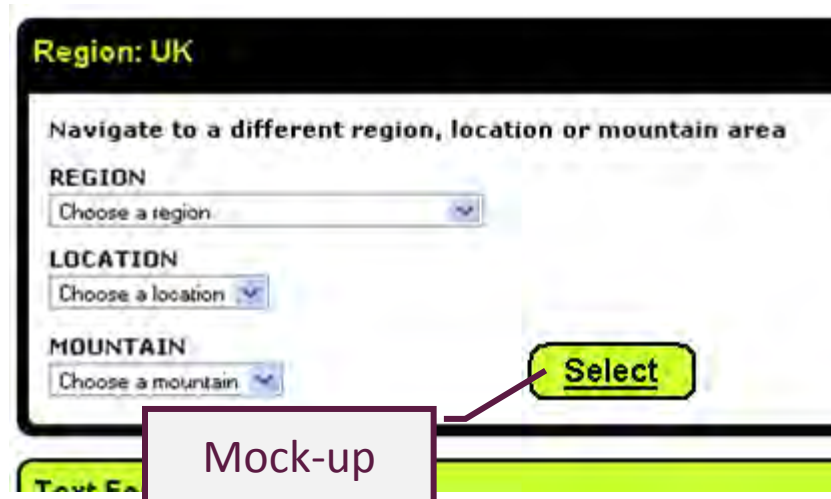 Region: UK
Navigate to a different region, location or mountain area
REGION
Choose a region
LOCATION
Choose a location
MOUNTAIN
Choose a mountain
Select
Mock-up
Text